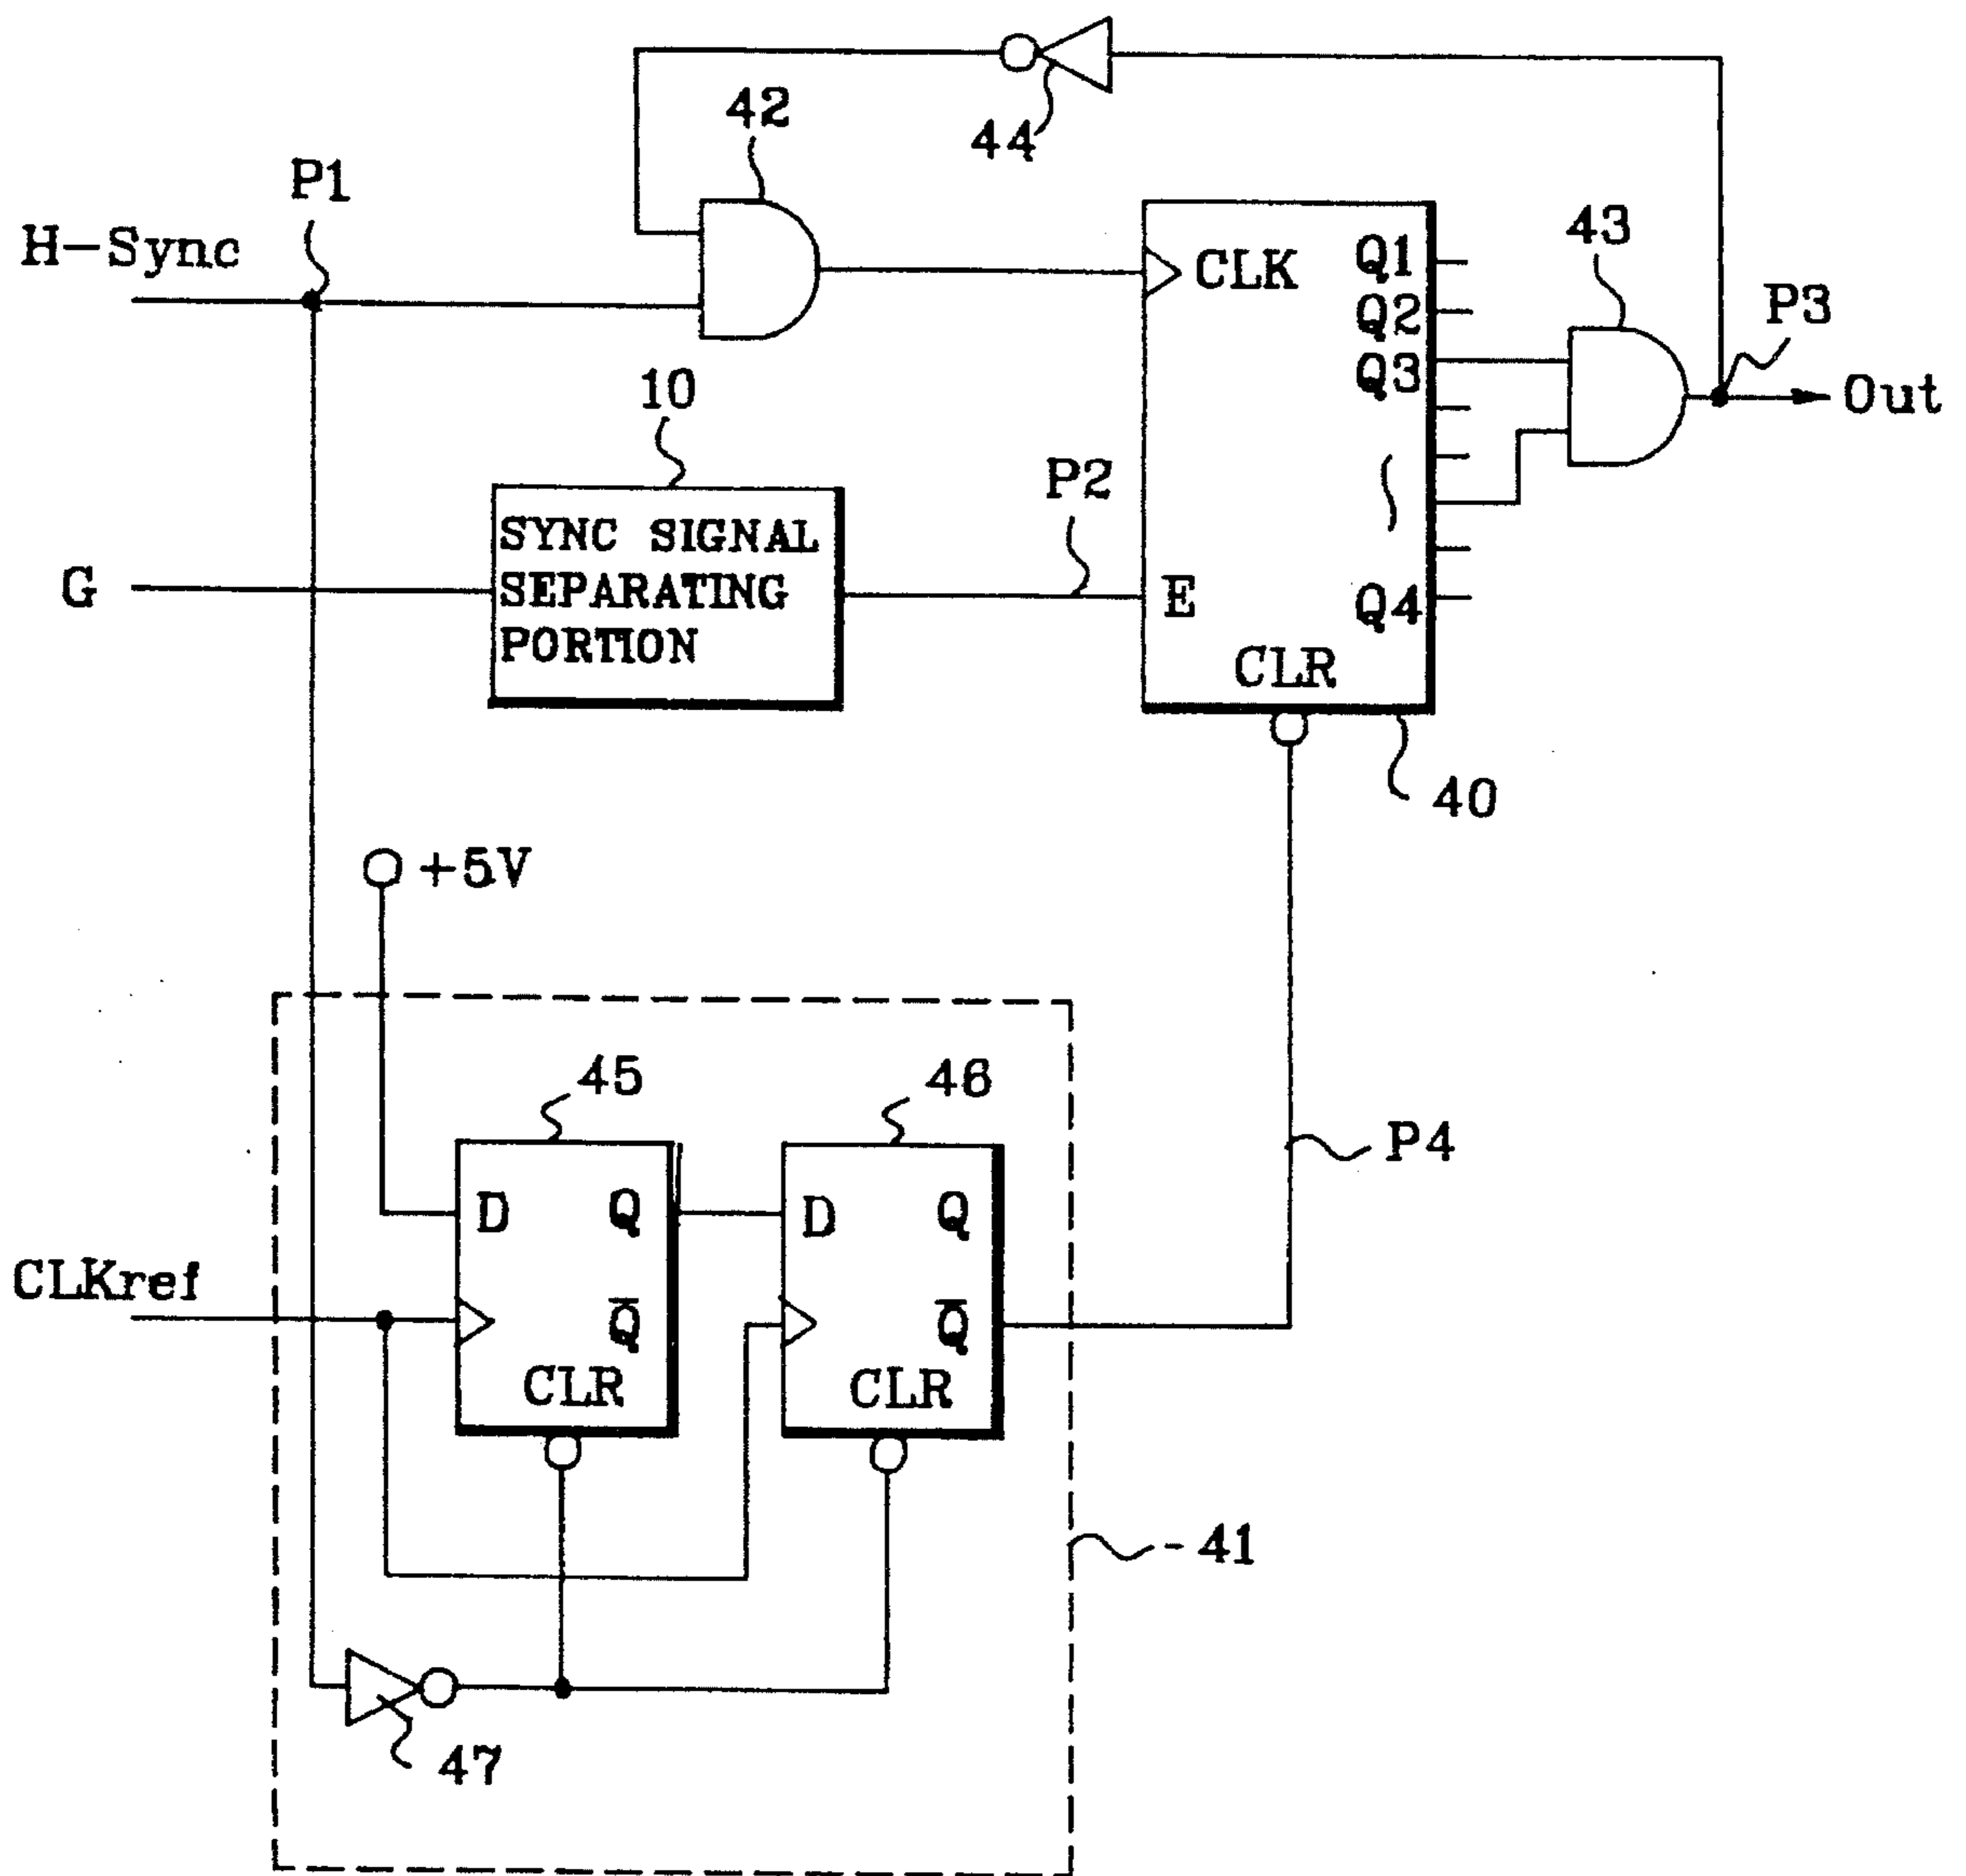 44
42
P1
H-Sync
CLK
Q1
Q2
Q3
43
P3
Out
10
SYNC SIGNAL
SEPARATING
PORTION
P2
G
E
Q4
CLR
40
+5V
45
46
P4
D Q
D Q
CLKref
Q̅
Q̅
CLR
CLR
-41
47